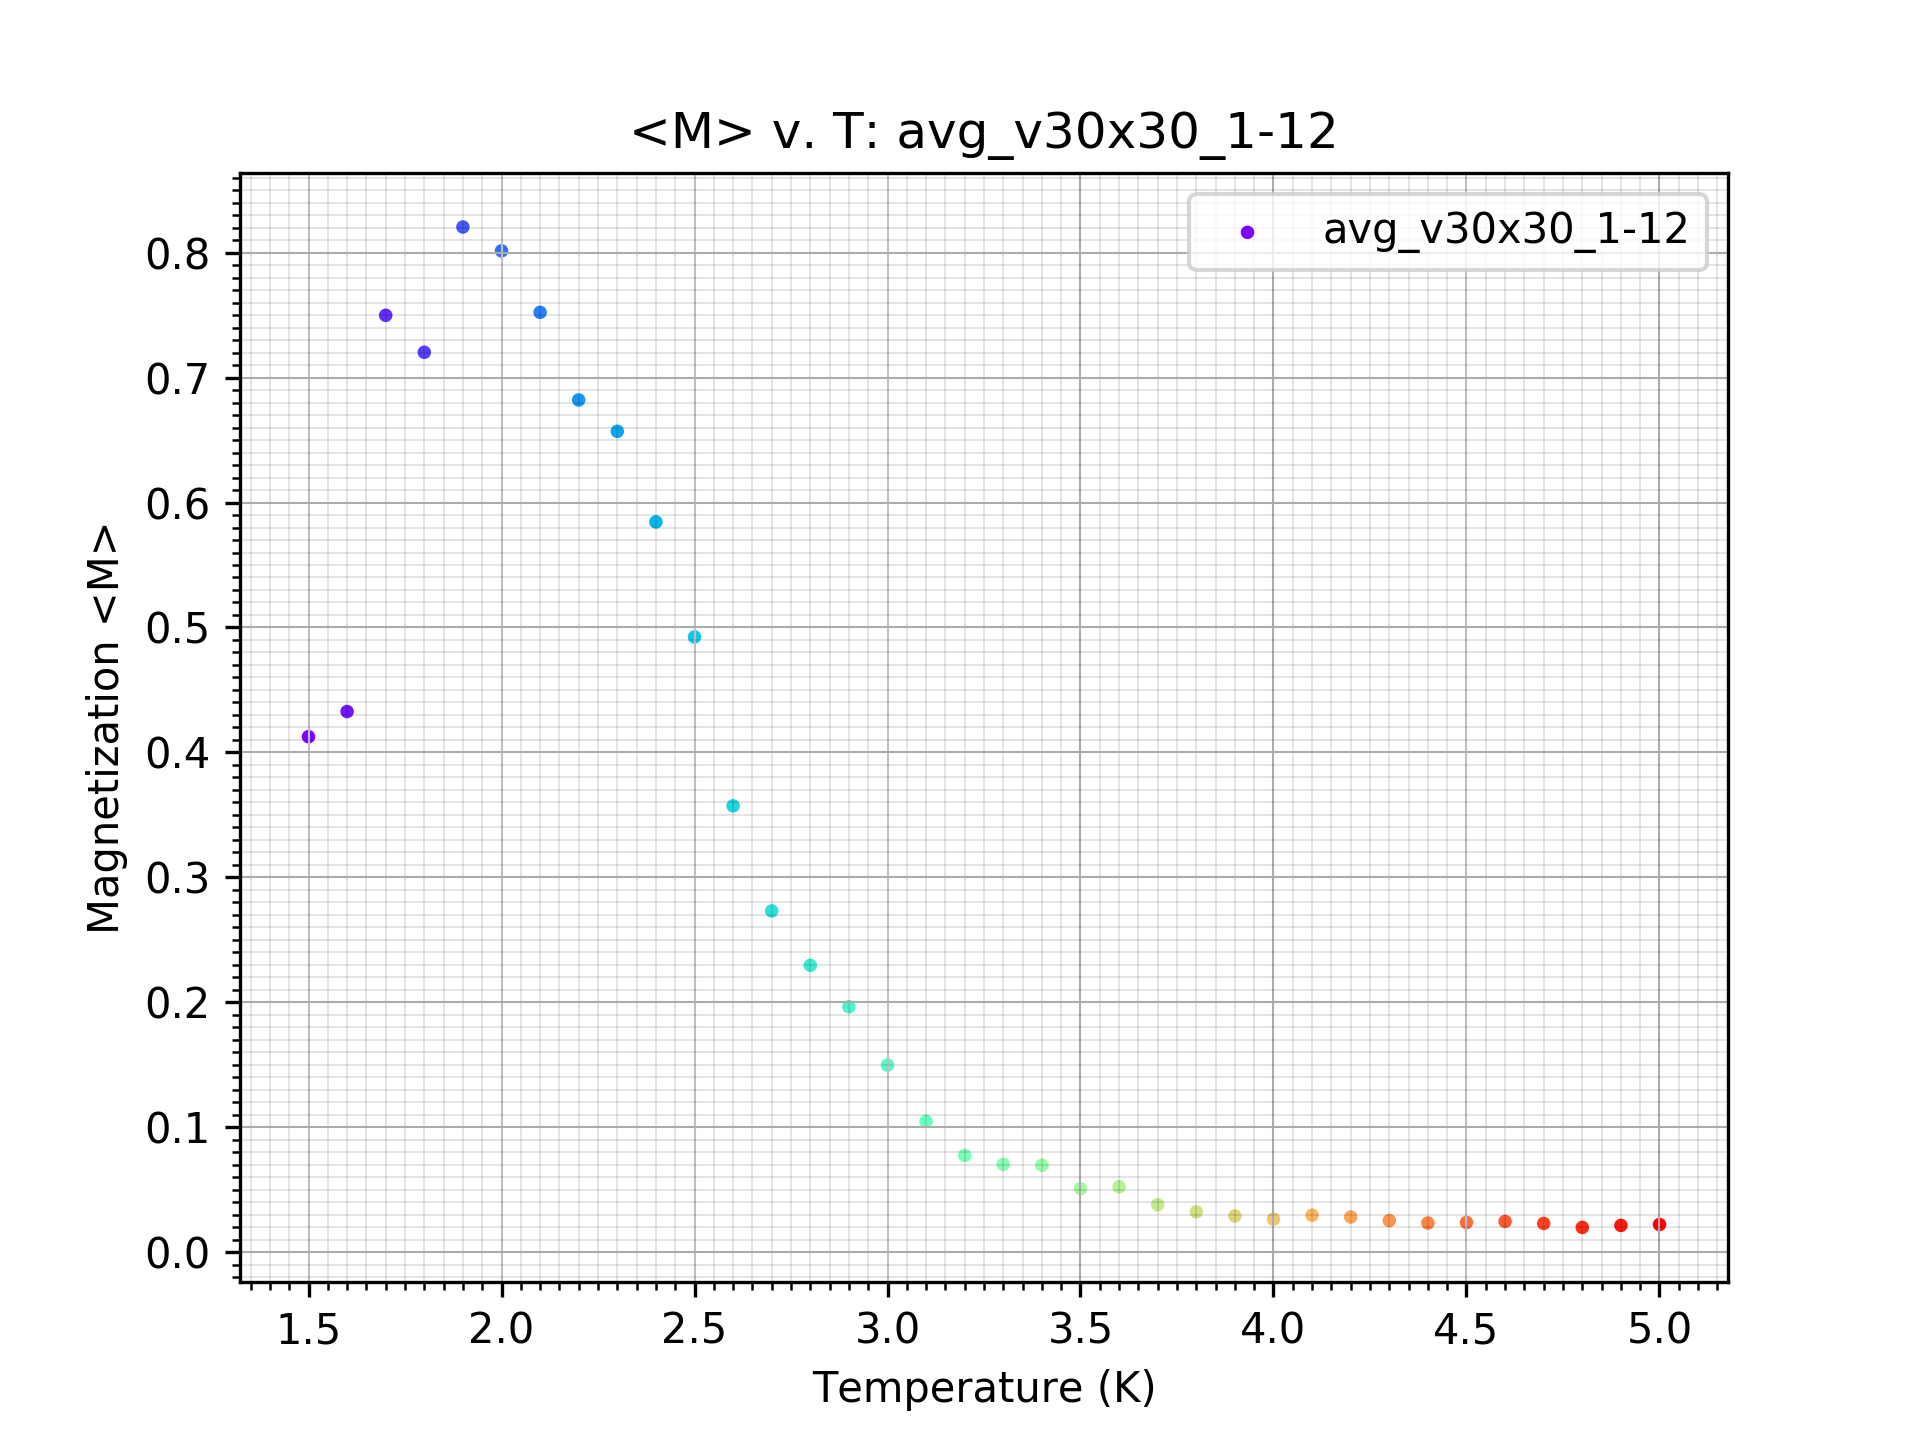 <M> v. T: avg_v30x30_1-12
avg_v30x30_1-12
Magnetization <M>
0.8
0.7
0.6
0.5
0.4
0.3
0.2
0.1
0.0
1.5 2.0 2.5 3.0 3.5 4.0 4.5 5.0
Temperature (K)